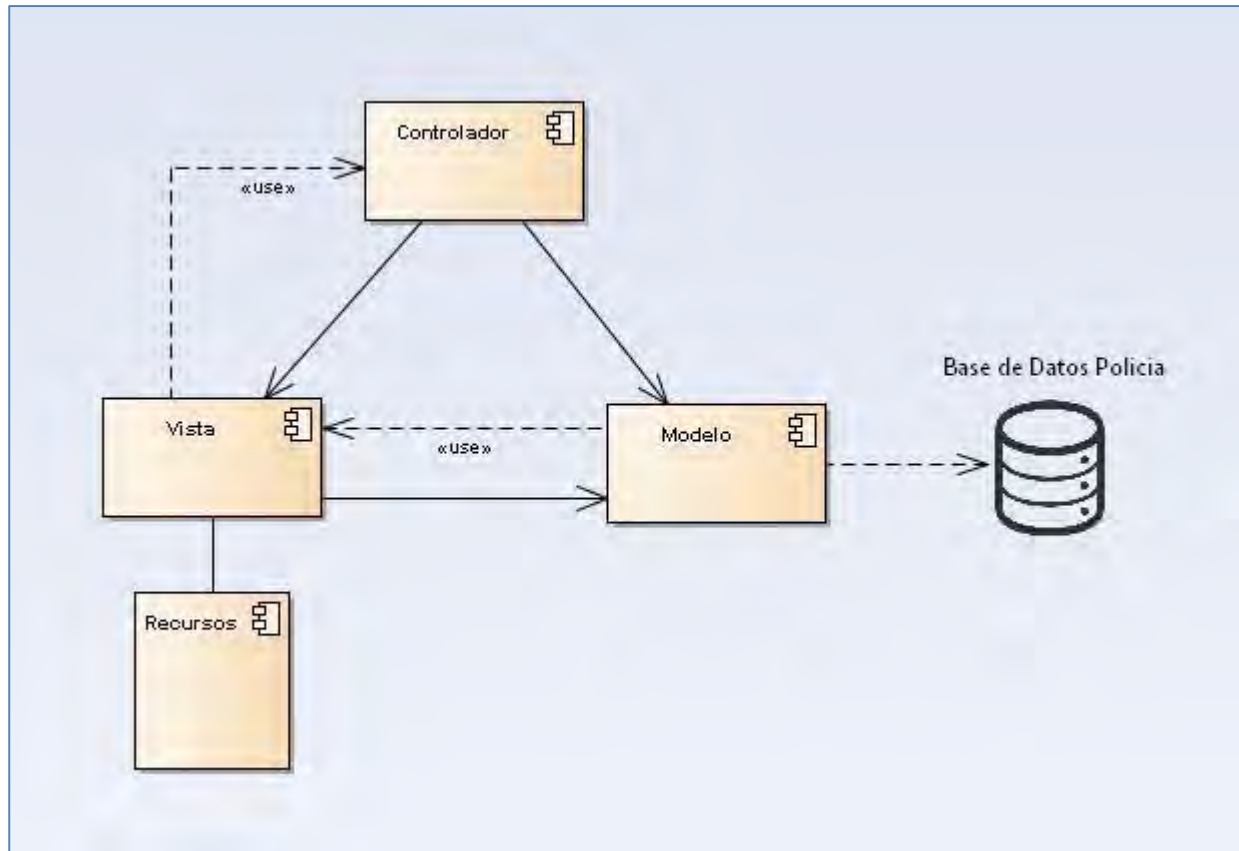 Controlador
«use»
Base de Datos Policia
Vista
«use»
Modelo
Recursos